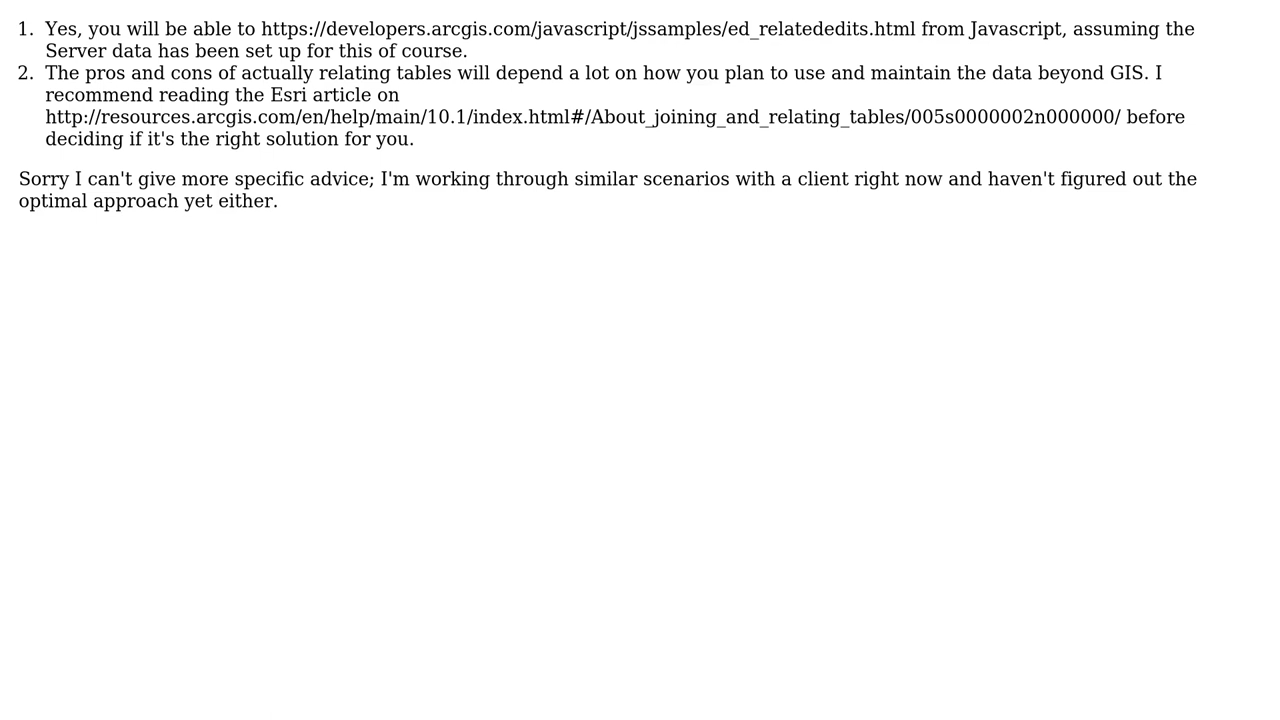 1. Yes, you will be able to https://developers.arcgis.com/javascript/jssamples/ed_relatededits.html from Javascript, assuming the
Server data has been set up for this of course.
2. The pros and cons of actually relating tables will depend a lot on how you plan to use and maintain the data beyond GIS. I
recommend reading the Esri article on
http://resources.arcgis.com/en/help/main/10.1/index.html#/About_joining_and_relating_tables/005s0000002n000000/ before
deciding if it's the right solution for you.
Sorry I can't give more specific advice; I'm working through similar scenarios with a client right now and haven't figured out the
optimal approach yet either.